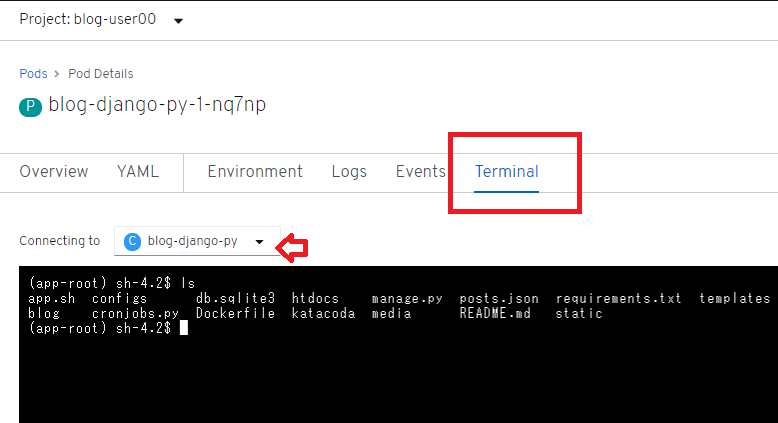 Project: blog-user00
Pods > Pod Details
P blog-django-py-1-nq7np
Overview YAML Environment Logs Events Terminal
Connecting to C blog-django-py
(app-root) sh-4.2$ ls
app.sh configs db.sqlite3 htdocs manage.py posts.json requirements.txt templates
blog cronjobs.py Dockerfile katacoda media README.md static
(app-root) sh-4.2$